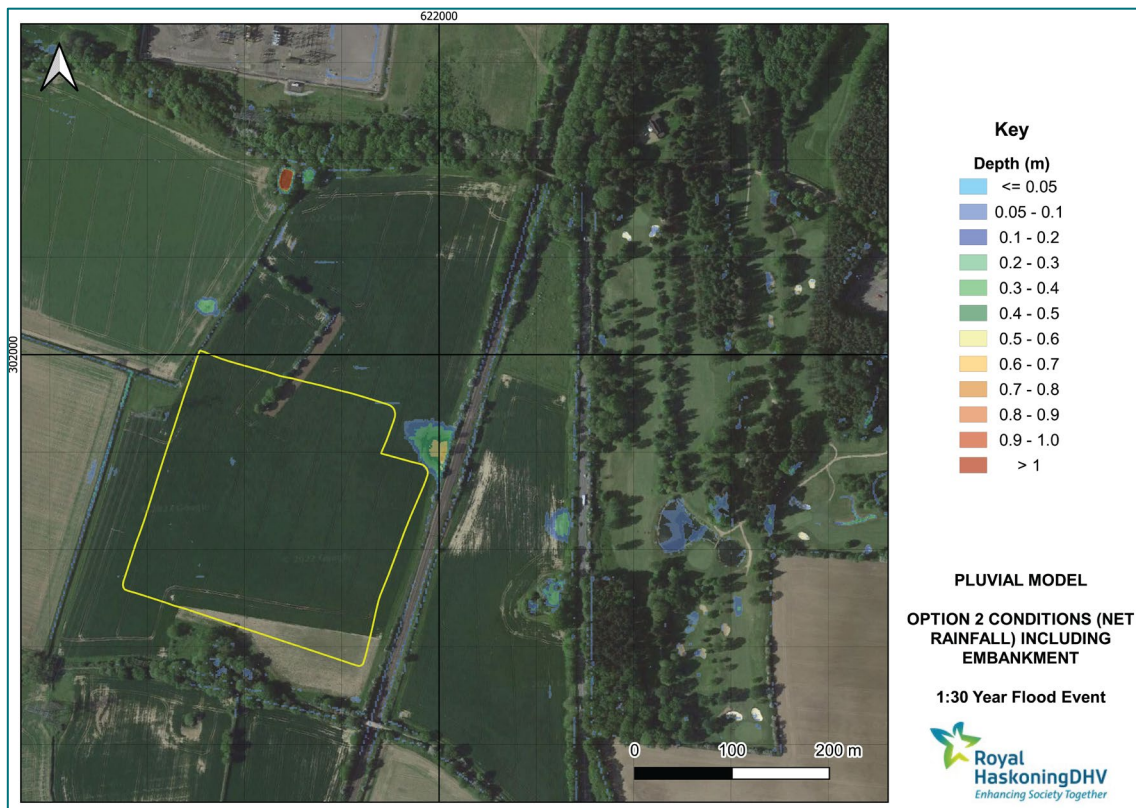 622000
302000
Key
Depth (m)
<= 0.05
0.05 - 0.1
0.1 - 0.2
0.2 - 0.3
0.3 - 0.4
0.4 - 0.5
0.5 - 0.6
0.6 - 0.7
0.7 - 0.8
0.8 - 0.9
0.9 - 1.0
> 1
PLUVIAL MODEL
OPTION 2 CONDITIONS (NET
RAINFALL) INCLUDING
EMBANKMENT
1:30 Year Flood Event
0 100 200 m
Royal
HaskoningDHV
Enhancing Society Together